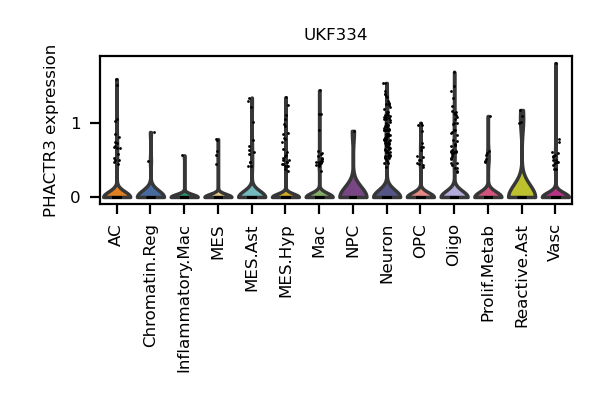 UKF334
PHACTR3 expression
1
0
AC
Chromatin.Reg
Inflammatory.Mac
MES
MES.Ast
MES.Hyp
Mac
NPC
Neuron
OPC
Oligo
Prolif.Metab
Reactive.Ast
Vasc